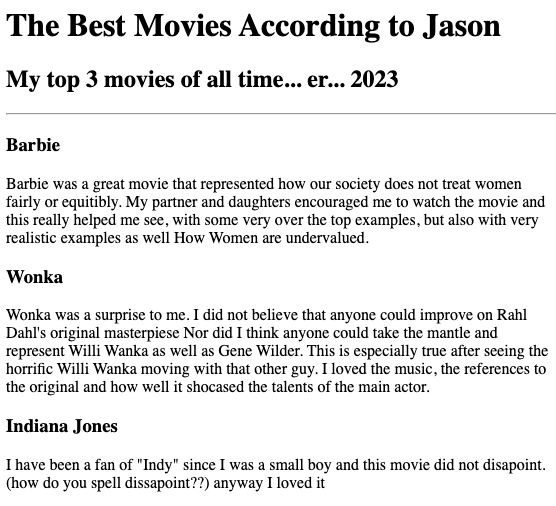 The Best Movies According to Jason
My top 3 movies of all time... er... 2023
Barbie
Barbie was a great movie that represented how our society does not treat women
fairly or equitibly. My partner and daughters encouraged me to watch the movie and
this really helped me see, with some very over the top examples, but also with very
realistic examples as well How Women are undervalued.
Wonka
Wonka was a surprise to me. I did not believe that anyone could improve on Rahl
Dahl's original masterpiese Nor did I think anyone could take the mantle and
represent Willi Wanka as well as Gene Wilder. This is especially true after seeing the
horrific Willi Wanka moving with that other guy. I loved the music, the references to
the original and how well it shocased the talents of the main actor.
Indiana Jones
I have been a fan of "Indy" since I was a small boy and this movie did not disapoint.
(how do you spell dissapoint??) anyway I loved it